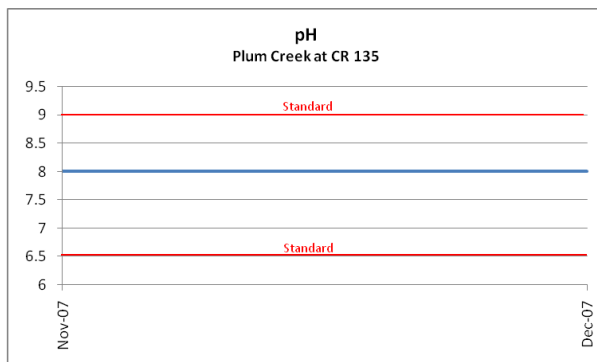 pH
Plum Creek at CR 135
9.5
Standard
9
8.5
8
7.5
7
Standard
6.5
6
Nov-07
Dec-07